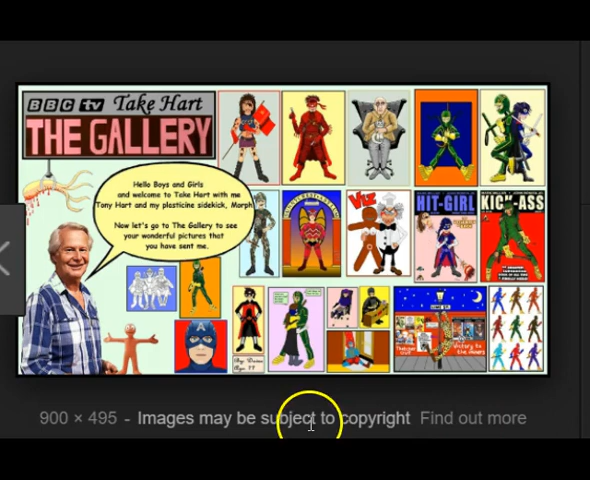 BBC tv Take Hart
THE GALLERY
Hello Boys and Girls
and welcome to Take Hart with me
Tony Hart and my plasticine sidekick, Morph
Now let's go to The Gallery to see
your wonderful pictures that
you have sent me.
VIZ
HIT-GIRL
KICK-ASS
Age 11
900 × 495 - Images may be subject to copyright Find out more